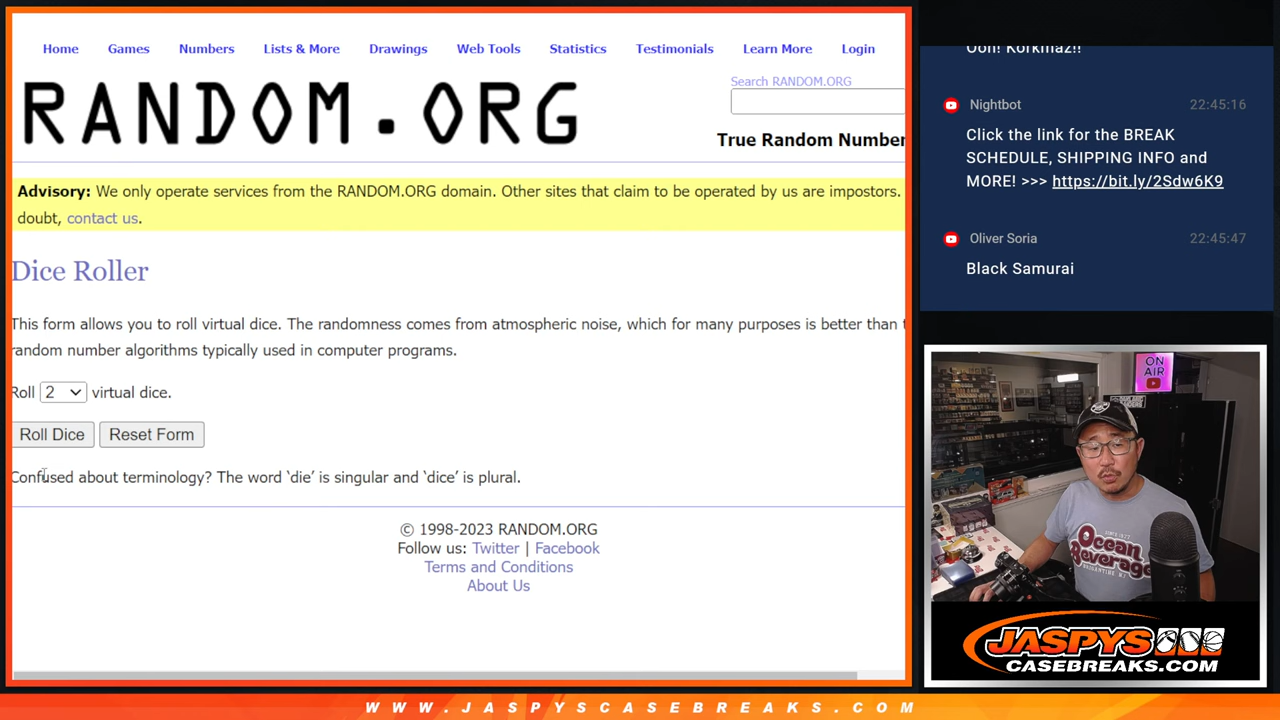 Home Games Numbers Lists & More Drawings Web Tools Statistics Testimonials Learn More Login
RANDOM.ORG
Search RANDOM.ORG
True Random Number
Advisory: We only operate services from the RANDOM.ORG domain. Other sites that claim to be operated by us are impostors.
doubt, contact us.
Dice Roller
This form allows you to roll virtual dice. The randomness comes from atmospheric noise, which for many purposes is better than
random number algorithms typically used in computer programs.
Roll 2 virtual dice.
Roll Dice Reset Form
Confused about terminology? The word ‘die’ is singular and ‘dice’ is plural.
© 1998-2023 RANDOM.ORG
Follow us: Twitter | Facebook
Terms and Conditions
About Us
Ooh! Korkmaz!!
Nightbot 22:45:16
Click the link for the BREAK
SCHEDULE, SHIPPING INFO and
MORE! >>> https://bit.ly/2Sdw6K9
Oliver Soria 22:45:47
Black Samurai
ON
AIR
Ocean
Beverage
JASPYS
CASEBREAKS.COM
WWW.JASPYSCASEBREAKS.COM